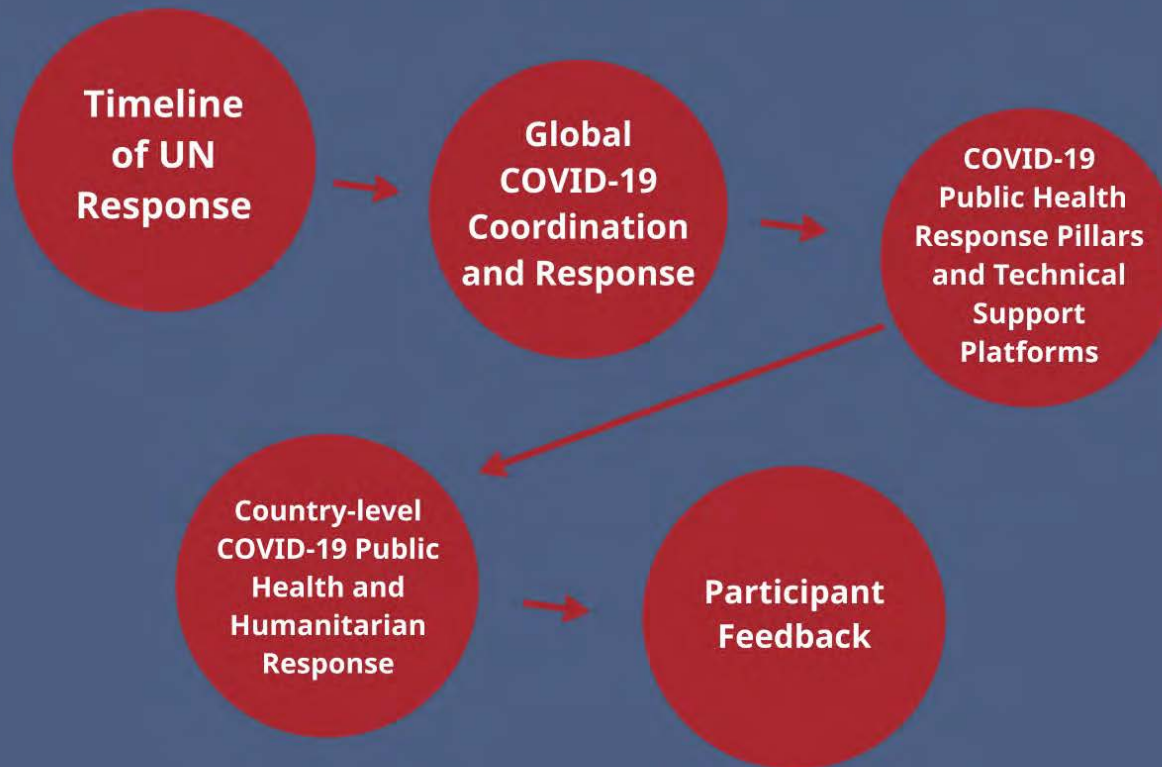 Timeline
of UN
Response
Global
COVID-19
Coordination
and Response
COVID-19
Public Health
Response Pillars
and Technical
Support
Platforms
Country-level
COVID-19 Public
Health and
Humanitarian
Response
Participant
Feedback